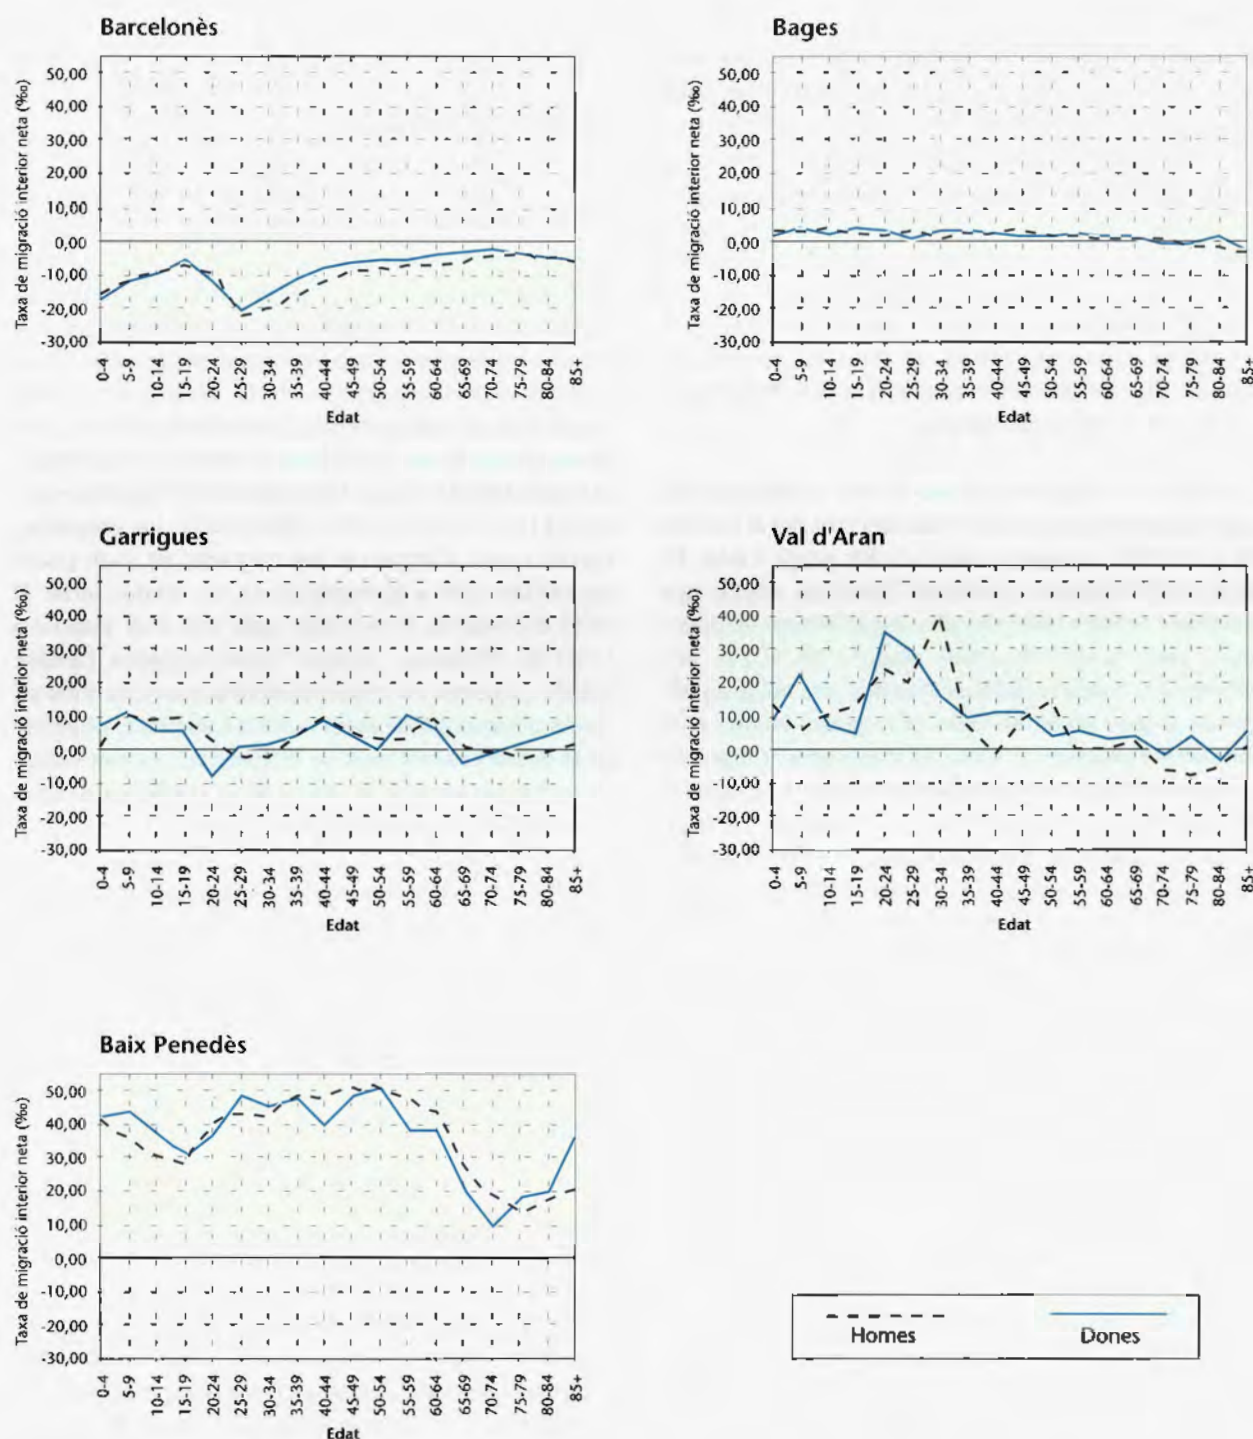 Barcelonès
Taxa de migració interior neta (‰)
50,00
40,00
30,00
20,00
10,00
0,00
-10,00
-20,00
-30,00
0-4 5-9 10-14 15-19 20-24 25-29 30-34 35-39 40-44 45-49 50-54 55-59 60-64 65-69 70-74 75-79 80-84 85+
Edat
Bages
Taxa de migració interior neta (‰)
50,00
40,00
30,00
20,00
10,00
0,00
-10,00
-20,00
-30,00
0-4 5-9 10-14 15-19 20-24 25-29 30-34 35-39 40-44 45-49 50-54 55-59 60-64 65-69 70-74 75-79 80-84 85+
Edat
Garrigues
Taxa de migració interior neta (‰)
50,00
40,00
30,00
20,00
10,00
0,00
-10,00
-20,00
-30,00
0-4 5-9 10-14 15-19 20-24 25-29 30-34 35-39 40-44 45-49 50-54 55-59 60-64 65-69 70-74 75-79 80-84 85+
Edat
Val d'Aran
Taxa de migració interior neta (‰)
50,00
40,00
30,00
20,00
10,00
0,00
-10,00
-20,00
-30,00
0-4 5-9 10-14 15-19 20-24 25-29 30-34 35-39 40-44 45-49 50-54 55-59 60-64 65-69 70-74 75-79 80-84 85+
Edat
Baix Penedès
Taxa de migració interior neta (‰)
50,00
40,00
30,00
20,00
10,00
0,00
-10,00
-20,00
-30,00
0-4 5-9 10-14 15-19 20-24 25-29 30-34 35-39 40-44 45-49 50-54 55-59 60-64 65-69 70-74 75-79 80-84 85+
Edat
Homes Dones